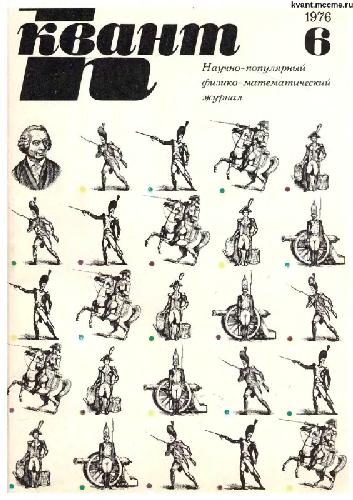 kvant.mccme.ru
1976
квант
6
Научно-популярный
физико-математический
журнал